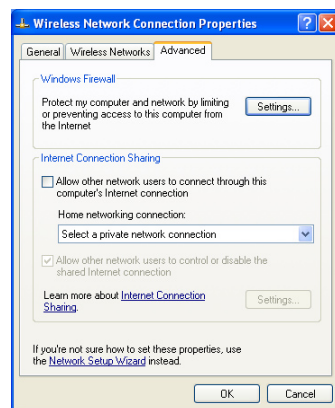 Wireless Network Connection Properties
General Wireless Networks Advanced
Windows Firewall
Protect my computer and network by limiting
or preventing access to this computer from
the Internet
Settings...
Internet Connection Sharing
Allow other network users to connect through this
computer's Internet connection
Home networking connection:
Select a private network connection
Allow other network users to control or disable the
shared Internet connection
Learn more about Internet Connection
Sharing.
Settings...
If you're not sure how to set these properties, use
the Network Setup Wizard instead.
OK Cancel